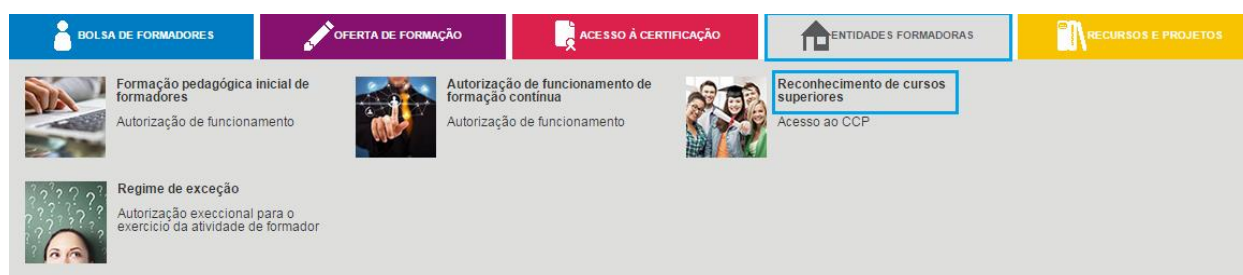 BOLSA DE FORMADORES
OFERTA DE FORMAÇÃO
ACESSO À CERTIFICAÇÃO
ENTIDADES FORMADORAS
RECURSOS E PROJETOS
Formação pedagógica inicial de
formadores
Autorização de funcionamento
Autorização de funcionamento de
formação contínua
Autorização de funcionamento
Reconhecimento de cursos
superiores
Acesso ao CCP
Regime de exceção
Autorização execcional para o
exercicio da atividade de formador